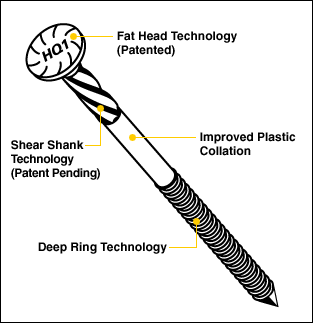 Fat Head Technology
(Patented)
HQ1
Shear Shank
Technology
(Patent Pending)
Improved Plastic
Collation
Deep Ring Technology